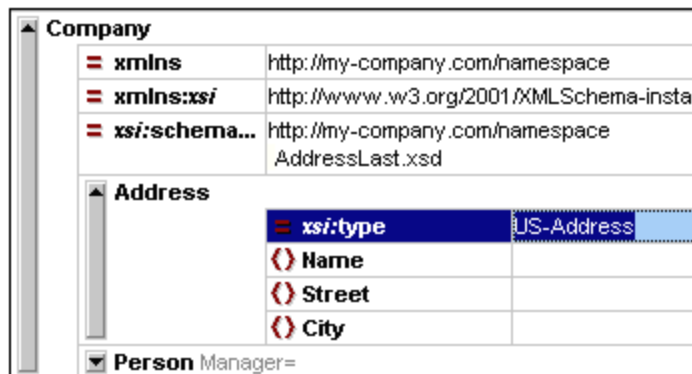 Company
= xmlns http://my-company.com/namespace
= xmlns:xsi http://www.w3.org/2001/XMLSchema-insta
= xsi:schema... http://my-company.com/namespace
AddressLast.xsd
Address
= xsi:type US-Address
{} Name
{} Street
{} City
Person Manager=